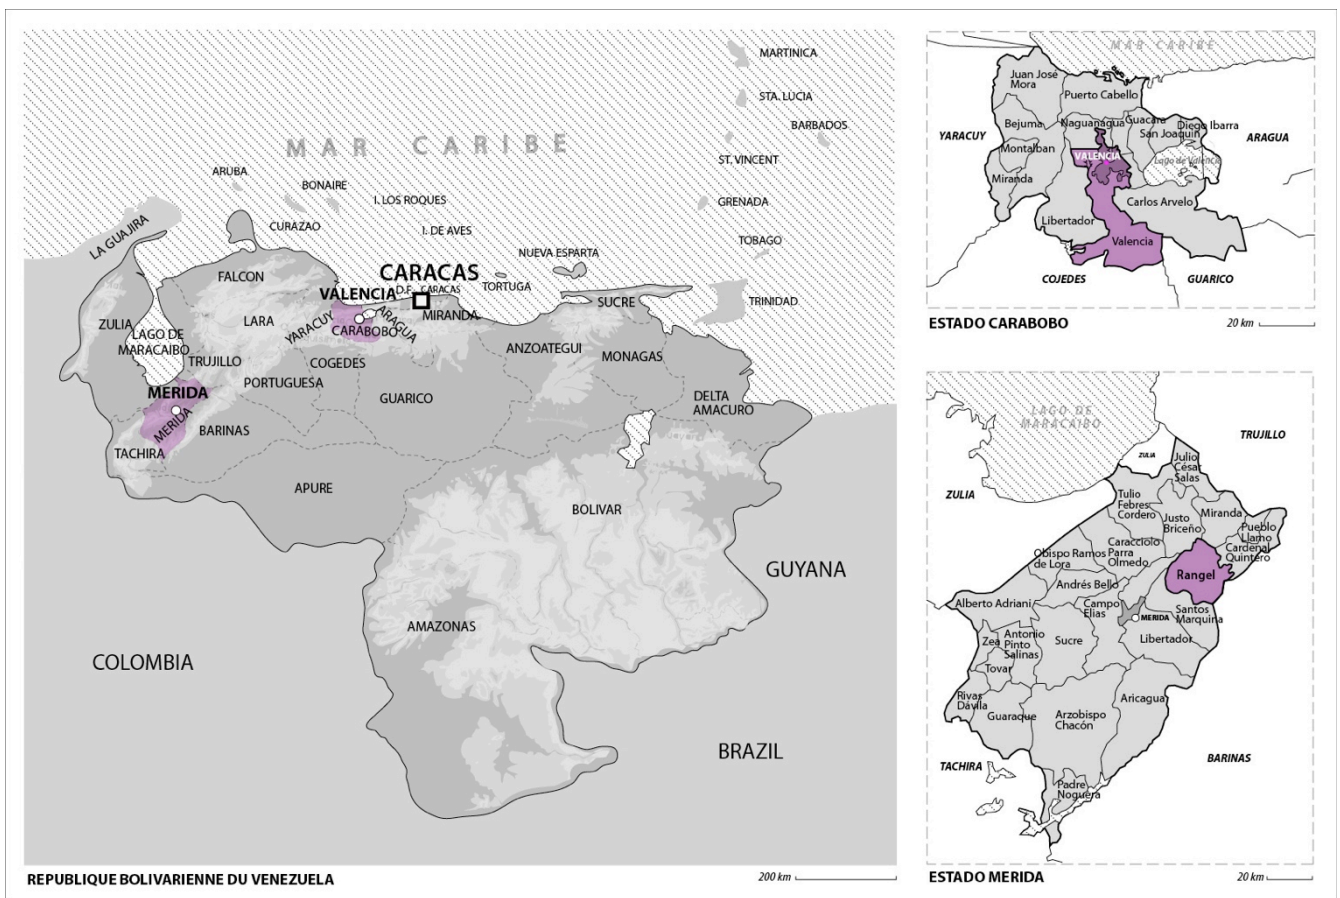 MARTINICA
STA. LUCIA
BARBADOS
MAR CARIBE
ST. VINCENT
ARUBA
BONAIRE
I. LOS ROQUES
GRENADA
LA GUAJIRA
CURAZAO
I. DE AVES
TOBAGO
NUEVA ESPARTA
FALCON
CARACAS
TORTUGA
VALENCIA
D.F. CARACAS
SUCRE
TRINIDAD
ZULIA
LARA
YARACUY
CARABOBO
ARAGUA
MIRANDA
LAGO DE
MARACAIBO
TRUJILLO
COGEDES
ANZOATEGUI
MONAGAS
PORTUGUESA
MERIDA
GUARICO
DELTA
AMACURO
MERIDA
BARINAS
TACHIRA
APURE
BOLIVAR
GUYANA
AMAZONAS
COLOMBIA
BRAZIL
REPUBLIQUE BOLIVARIENNE DU VENEZUELA
200 km
MAR CARIBE
Juan José
Mora
Puerto Cabello
YARACUY
Bejuma
Naguanagua
Guacara
San Joaquin
Diego Ibarra
ARAGUA
Montalban
VALENCIA
Lago de Valencia
Miranda
Carlos Arvelo
Libertador
Valencia
COJEDES
GUARICO
ESTADO CARABOBO
20 km
LAGO DE
MARACAIBO
TRUJILLO
ZULIA
Julio
César
Salas
ZULIA
Tulio
Febres
Cordero
Justo
Briceño
Miranda
Pueblo
Llamo
Cardenal
Quintero
Caracciolo
Parra
Olmedo
Obispo Ramos
de Lora
Rangel
Andrés Bello
Alberto Adriani
Campo
Elias
MERIDA
Santos
Marquina
Zea
Antonio
Pinto
Salinas
Sucre
Libertador
Tovar
Rivas
Dávila
Guaraque
Arzobispo
Chacón
Aricagua
TACHIRA
BARINAS
Padre
Noguera
ESTADO MERIDA
20 km